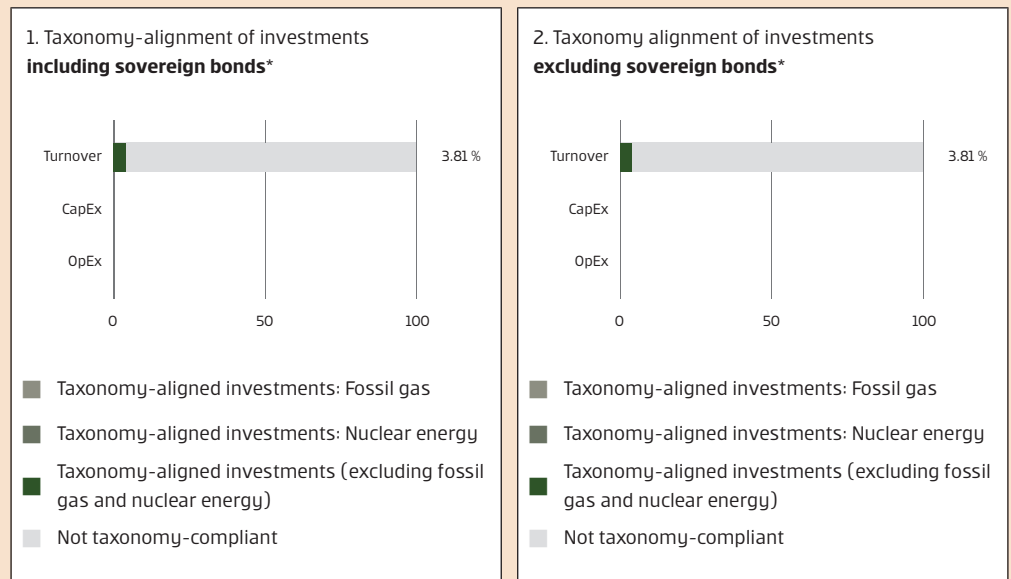 1. Taxonomy-alignment of investments
including sovereign bonds*
Turnover
3.81 %
CapEx
OpEx
0
50
100
Taxonomy-aligned investments: Fossil gas
Taxonomy-aligned investments: Nuclear energy
Taxonomy-aligned investments (excluding fossil
gas and nuclear energy)
Not taxonomy-compliant
2. Taxonomy alignment of investments
excluding sovereign bonds*
Turnover
3.81 %
CapEx
OpEx
0
50
100
Taxonomy-aligned investments: Fossil gas
Taxonomy-aligned investments: Nuclear energy
Taxonomy-aligned investments (excluding fossil
gas and nuclear energy)
Not taxonomy-compliant